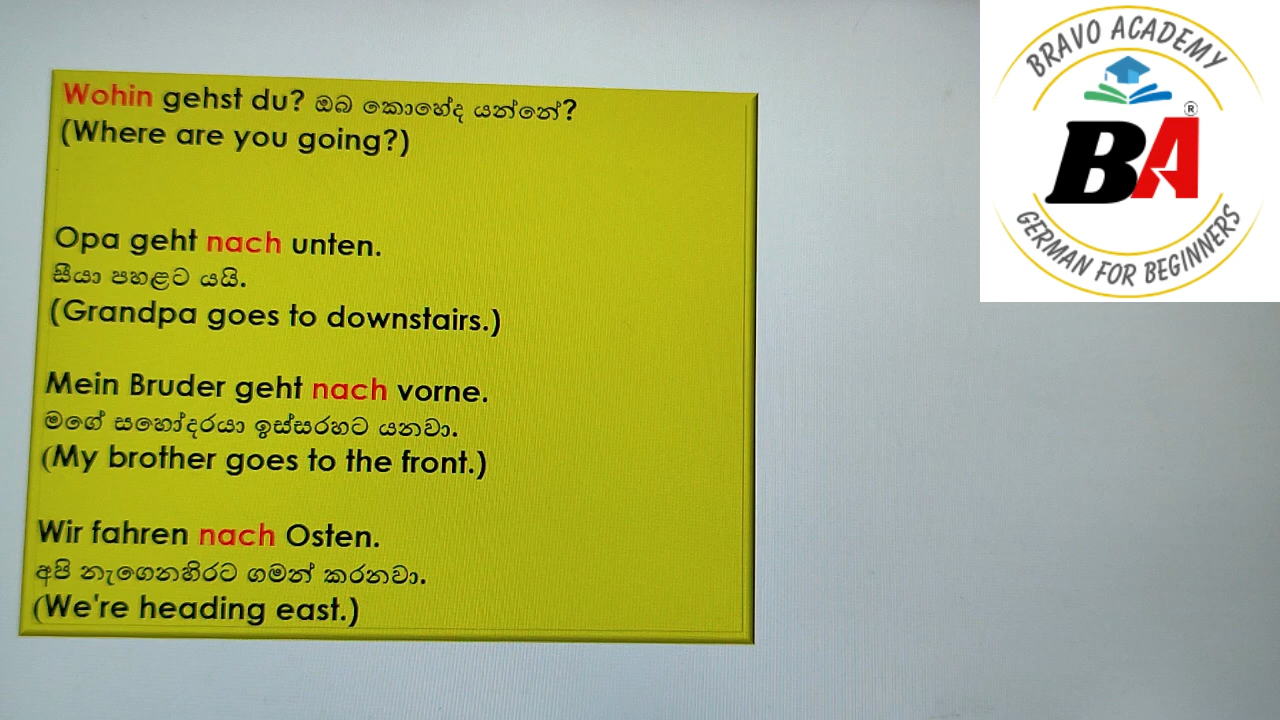 Wohin gehst du? ඔබ කොහේද යන්නේ?
(Where are you going?)
Opa geht nach unten.
සීයා පහළට යයි.
(Grandpa goes to downstairs.)
Mein Bruder geht nach vorne.
මගේ සහෝදරයා ඉස්සරහට යනවා.
(My brother goes to the front.)
Wir fahren nach Osten.
අපි නැගෙනහිරට ගමන් කරනවා.
(We're heading east.)
BRAVO ACADEMY
®
BA
GERMAN FOR BEGINNERS